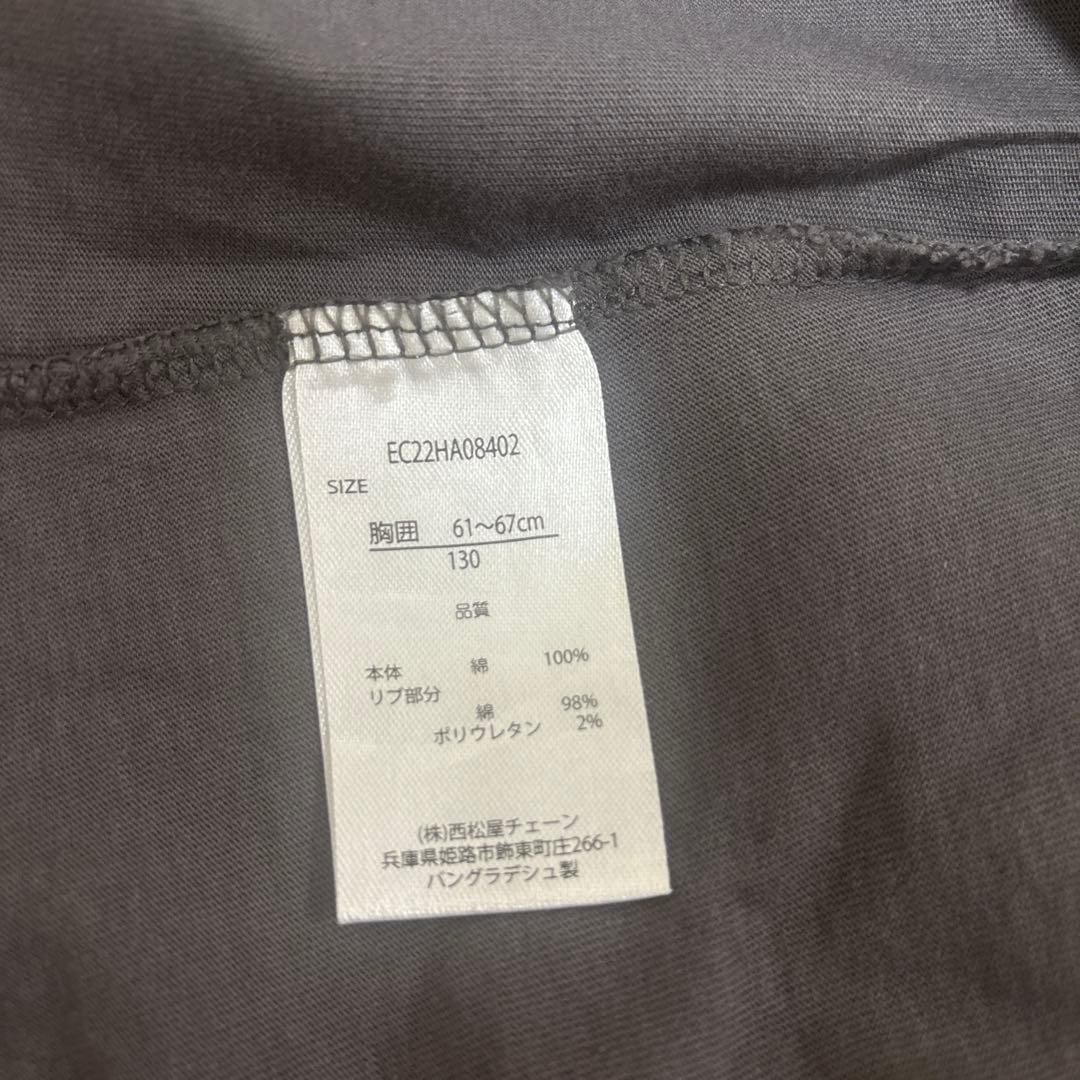 EC22HA08402
SIZE
胸囲 61〜67cm
130
品質
本体 綿 100%
リブ部分
綿 98%
ポリウレタン 2%
(株)西松屋チェーン
兵庫県姫路市飾東町庄266-1
バングラデシュ製